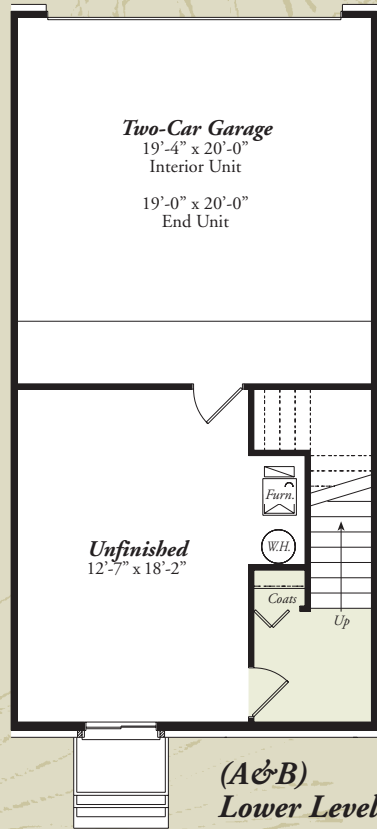 Two-Car Garage
19'-4" x 20'-0"
Interior Unit
19'-0" x 20'-0"
End Unit
Furn.
W.H.
Unfinished
12'-7" x 18'-2"
Coats
Up
(A&B)
Lower Level